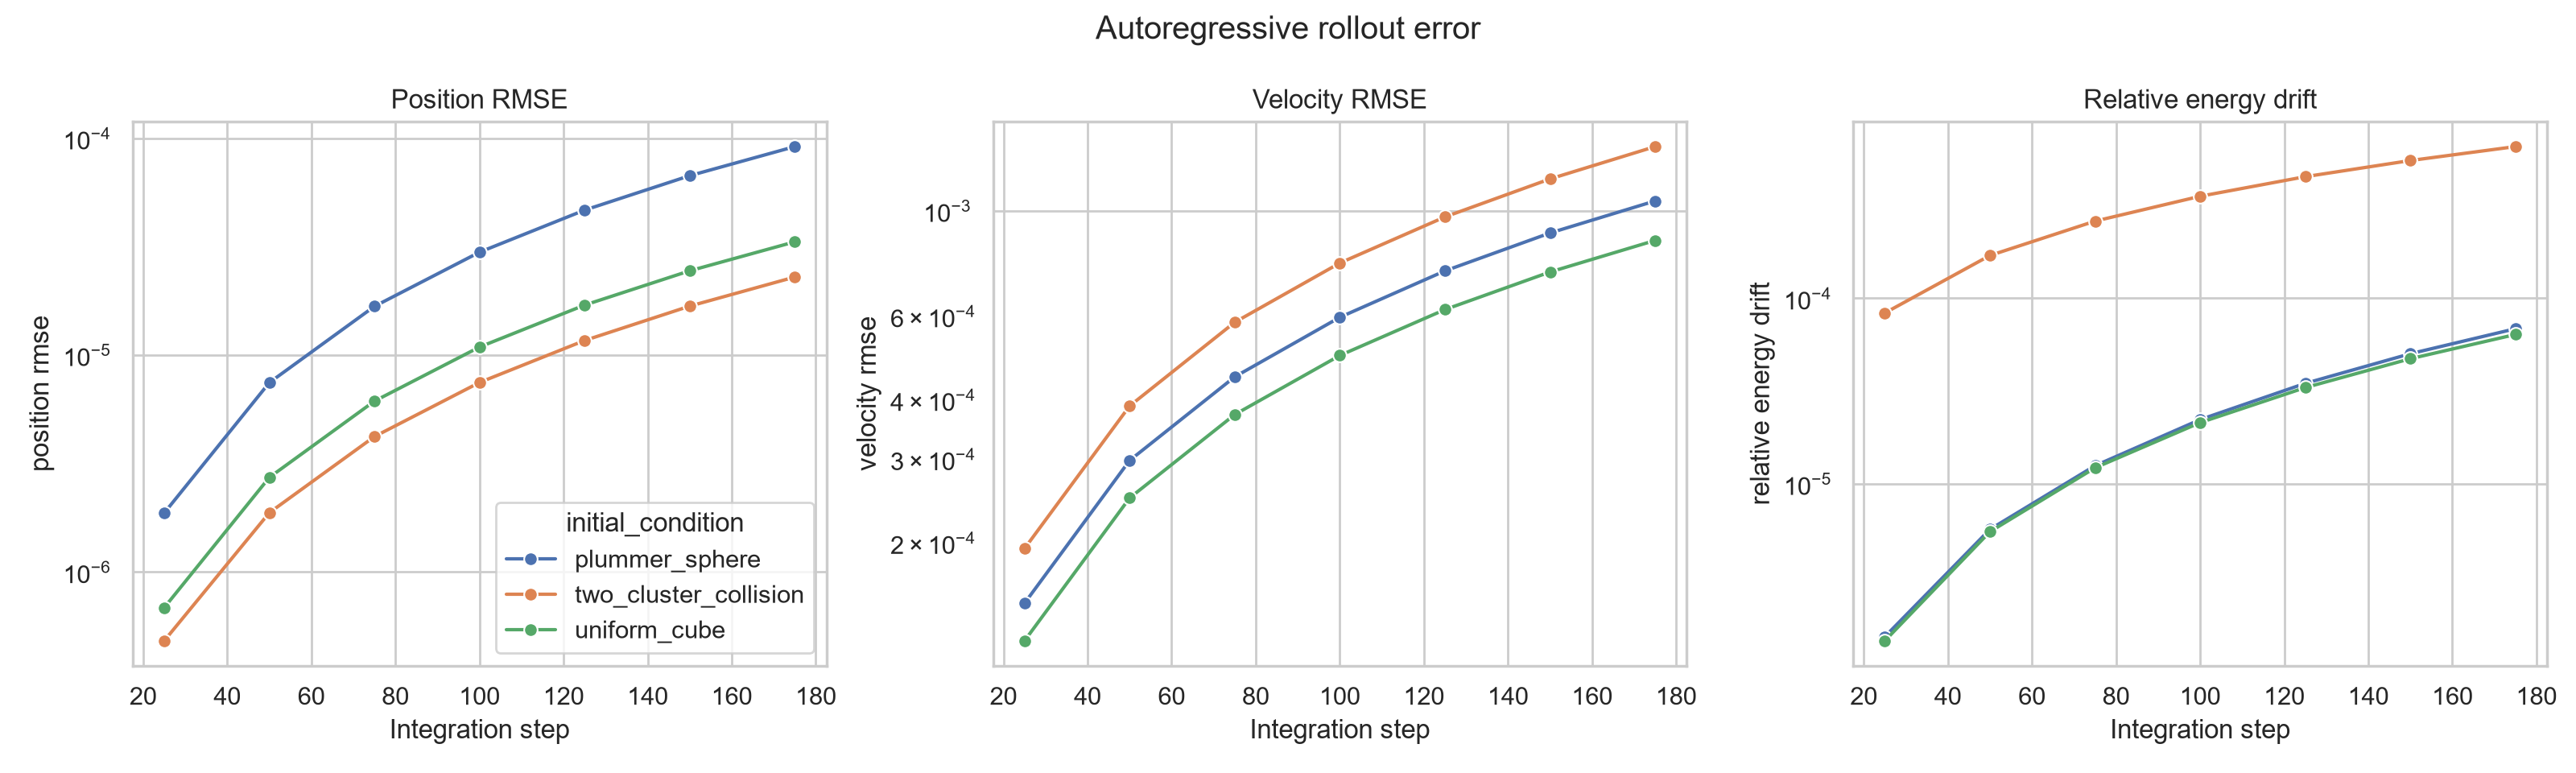 Autoregressive rollout error
Position RMSE
10⁻⁴
10⁻⁵
10⁻⁶
position rmse
20 40 60 80 100 120 140 160 180
Integration step
initial_condition
plummer_sphere
two_cluster_collision
uniform_cube
Velocity RMSE
10⁻³
6 × 10⁻⁴
4 × 10⁻⁴
3 × 10⁻⁴
2 × 10⁻⁴
velocity rmse
20 40 60 80 100 120 140 160 180
Integration step
Relative energy drift
10⁻⁴
10⁻⁵
relative energy drift
20 40 60 80 100 120 140 160 180
Integration step